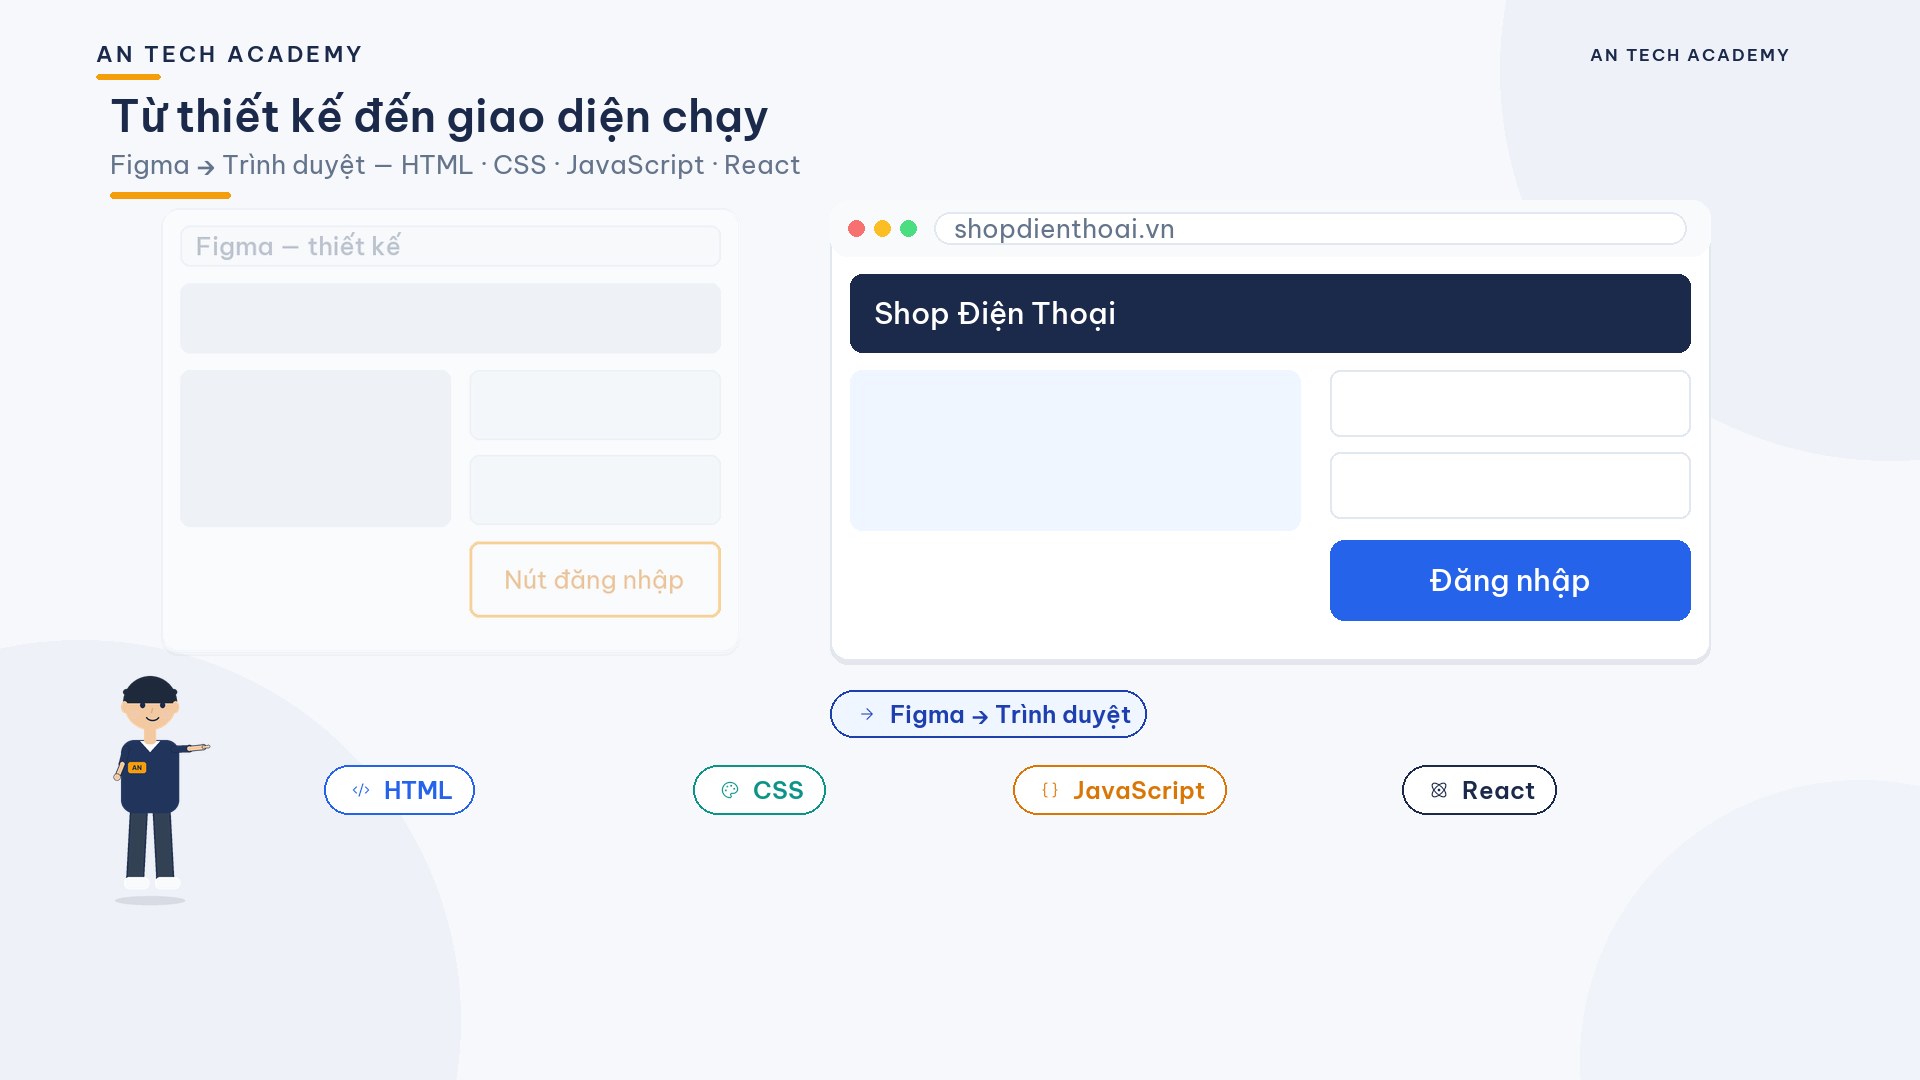 AN TECH ACADEMY
AN TECH ACADEMY
Từ thiết kế đến giao diện chạy
Figma → Trình duyệt — HTML · CSS · JavaScript · React
Figma — thiết kế
Nút đăng nhập
shopdienthoai.vn
Shop Điện Thoại
Đăng nhập
→ Figma → Trình duyệt
</> HTML
CSS
{} JavaScript
React
AN